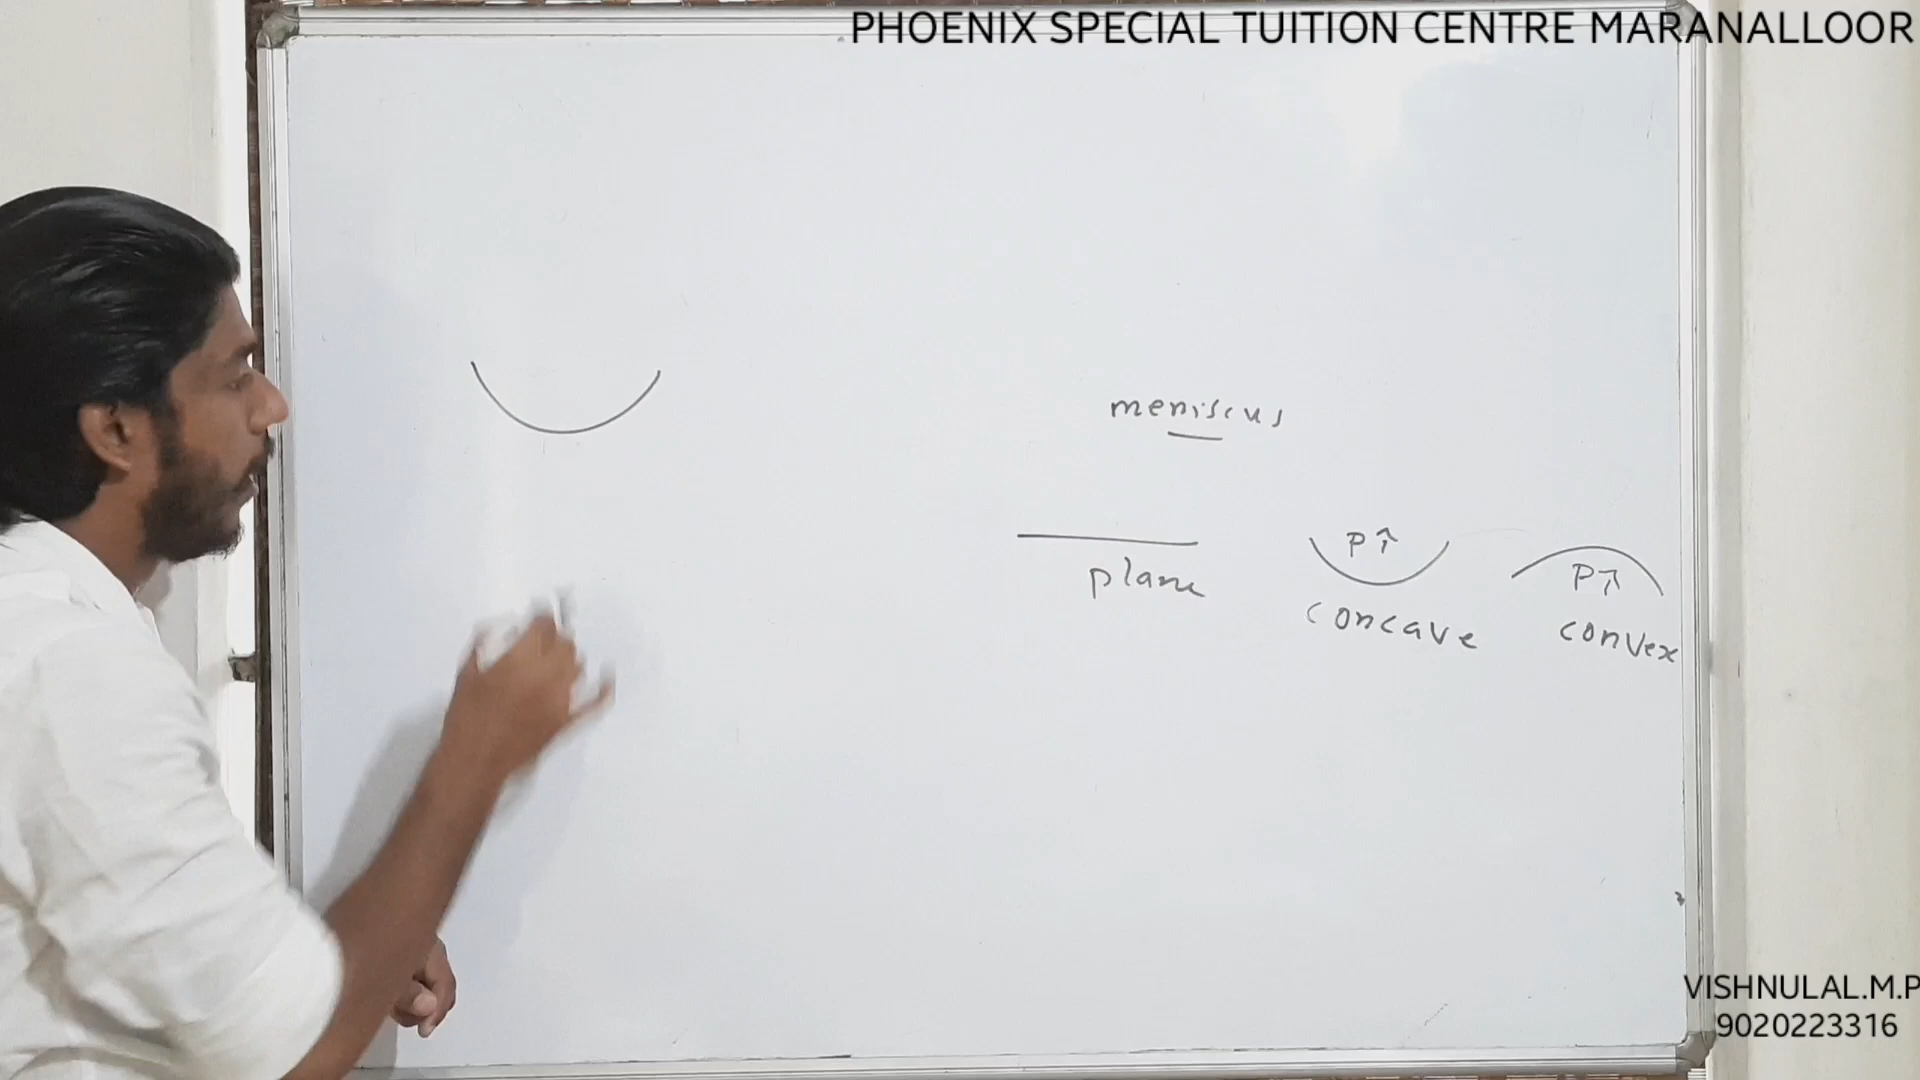 PHOENIX SPECIAL TUITION CENTRE MARANALLOOR
meniscus
plane
P↑
concave
P↑
convex
VISHNULAL.M.P
9020223316